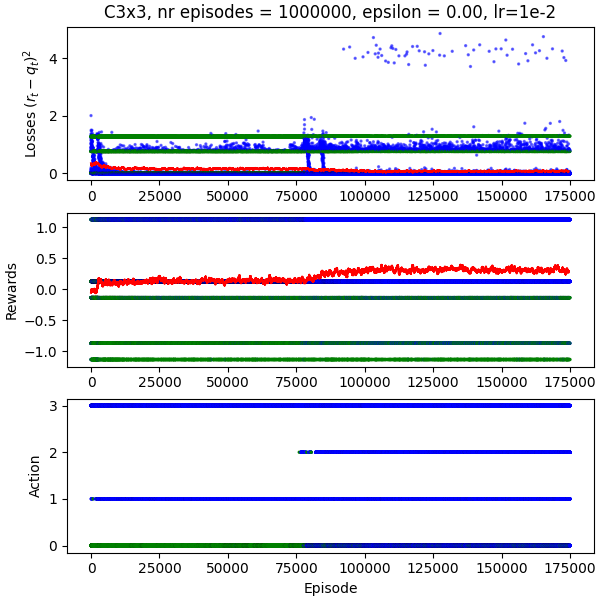 C3x3, nr episodes = 1000000, epsilon = 0.00, lr=1e-2
Losses $(r_t - q_t)^2$
4
2
0
0 25000 50000 75000 100000 125000 150000 175000
Rewards
1.0
0.5
0.0
−0.5
−1.0
0 25000 50000 75000 100000 125000 150000 175000
Action
3
2
1
0
0 25000 50000 75000 100000 125000 150000 175000
Episode